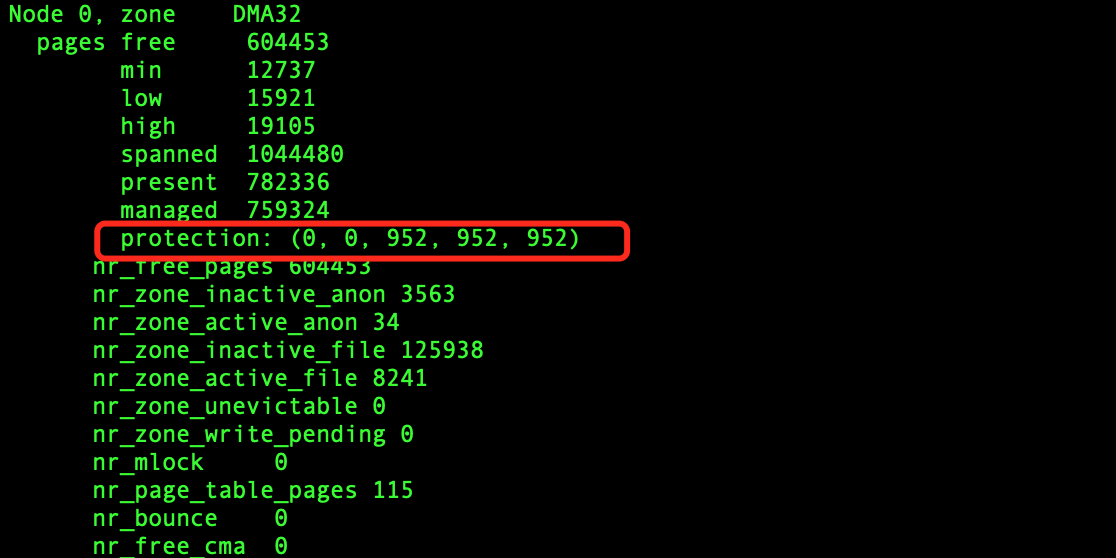 Node 0, zone    DMA32
  pages free     604453
        min      12737
        low      15921
        high     19105
        spanned  1044480
        present  782336
        managed  759324
        protection: (0, 0, 952, 952, 952)
      nr_free_pages 604453
      nr_zone_inactive_anon 3563
      nr_zone_active_anon 34
      nr_zone_inactive_file 125938
      nr_zone_active_file 8241
      nr_zone_unevictable 0
      nr_zone_write_pending 0
      nr_mlock     0
      nr_page_table_pages 115
      nr_bounce    0
      nr_free_cma  0